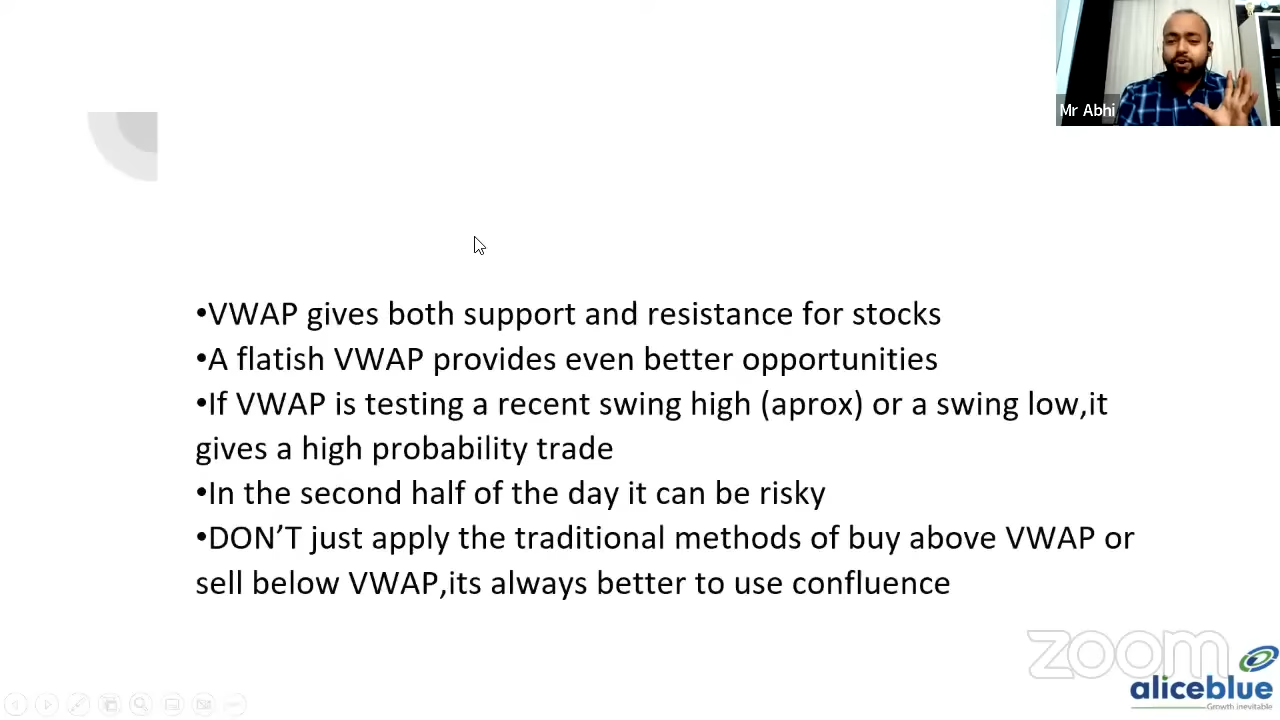 Mr Abhi
•VWAP gives both support and resistance for stocks
•A flatish VWAP provides even better opportunities
•If VWAP is testing a recent swing high (aprox) or a swing low,it
gives a high probability trade
•In the second half of the day it can be risky
•DON’T just apply the traditional methods of buy above VWAP or
sell below VWAP,its always better to use confluence
zoom
aliceblue
Growth inevitable